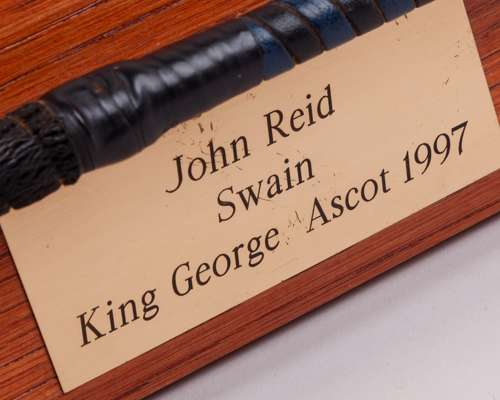 John Reid
Swain
King George Ascot 1997